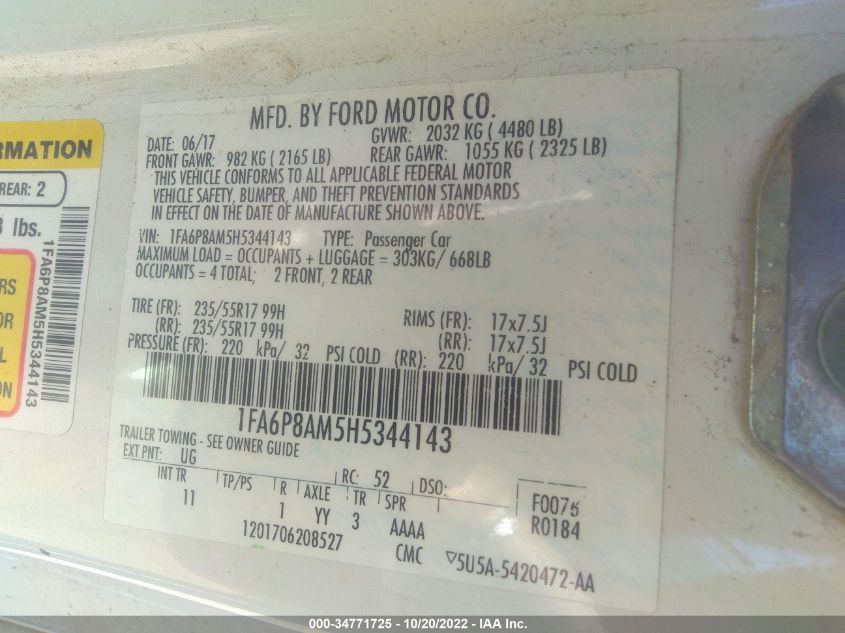 MFD. BY FORD MOTOR CO.
DATE: 06/17 GVWR: 2032 KG ( 4480 LB)
FRONT GAWR: 982 KG ( 2165 LB) REAR GAWR: 1055 KG ( 2325 LB)
THIS VEHICLE CONFORMS TO ALL APPLICABLE FEDERAL MOTOR
VEHICLE SAFETY, BUMPER, AND THEFT PREVENTION STANDARDS
IN EFFECT ON THE DATE OF MANUFACTURE SHOWN ABOVE.
VIN: 1FA6P8AM5H5344143 TYPE: Passenger Car
MAXIMUM LOAD = OCCUPANTS + LUGGAGE = 303KG/ 668LB
OCCUPANTS = 4 TOTAL; 2 FRONT, 2 REAR
TIRE (FR): 235/55R17 99H RIMS (FR): 17x7.5J
(RR): 235/55R17 99H (RR): 17x7.5J
PRESSURE (FR): 220 kPa/ 32 PSI COLD (RR): 220 kPa/ 32 PSI COLD
1FA6P8AM5H5344143
TRAILER TOWING - SEE OWNER GUIDE
EXT PNT: UG RC: 52 DSO:
INT TR TP/PS R AXLE TR SPR F0076
11 1 YY 3 AAAA R0184
1201706208527 CMC ▽5U5A-5420472-AA
RMATION
REAR: 2
lbs.
1FA6P8AM5H5344143
RS
OR
L
ON
000-34771725 - 10/20/2022 - IAA Inc.